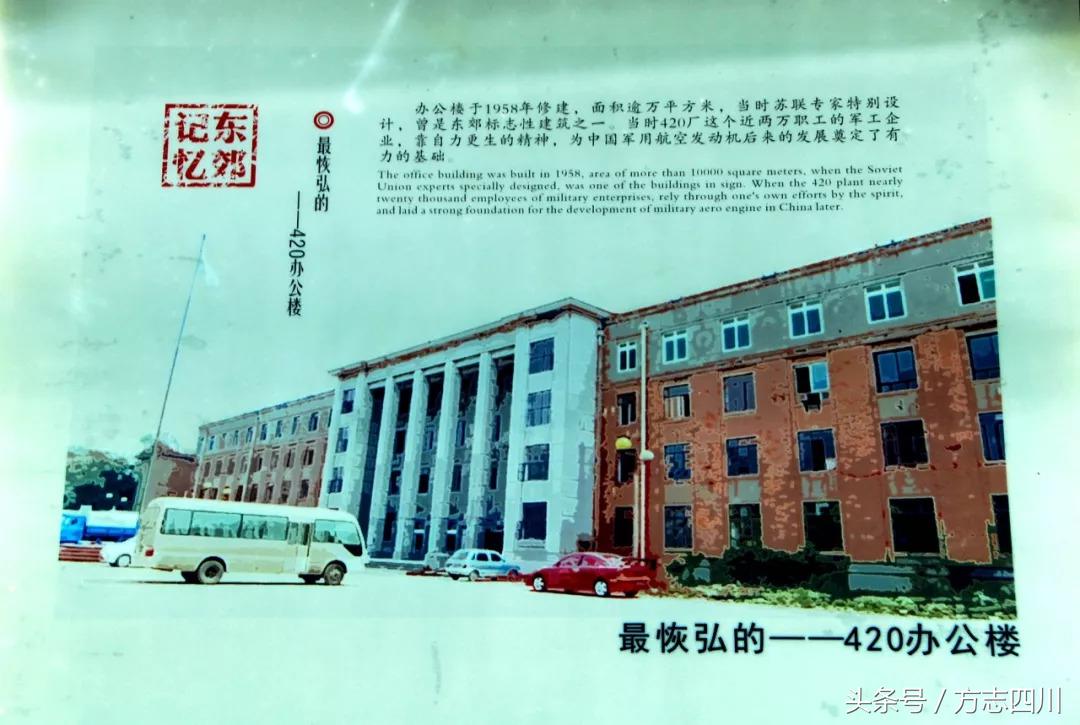 东郊
记忆
最恢弘的
——420办公楼
办公楼于1958年修建，面积逾万平方米，当时苏联专家特别设
计，曾是东郊标志性建筑之一。当时420厂这个近两万职工的军工企
业，靠自力更生的精神，为中国军用航空发动机后来的发展奠定了有
力的基础。
The office building was built in 1958, area of more than 10000 square meters, when the Soviet
Union experts specially designed, was one of the buildings in sign. When the 420 plant nearly
twenty thousand employees of military enterprises, rely through one's own efforts by the spirit,
and laid a strong foundation for the development of military aero engine in China later.
最恢弘的——420办公楼
头条号 / 方志四川